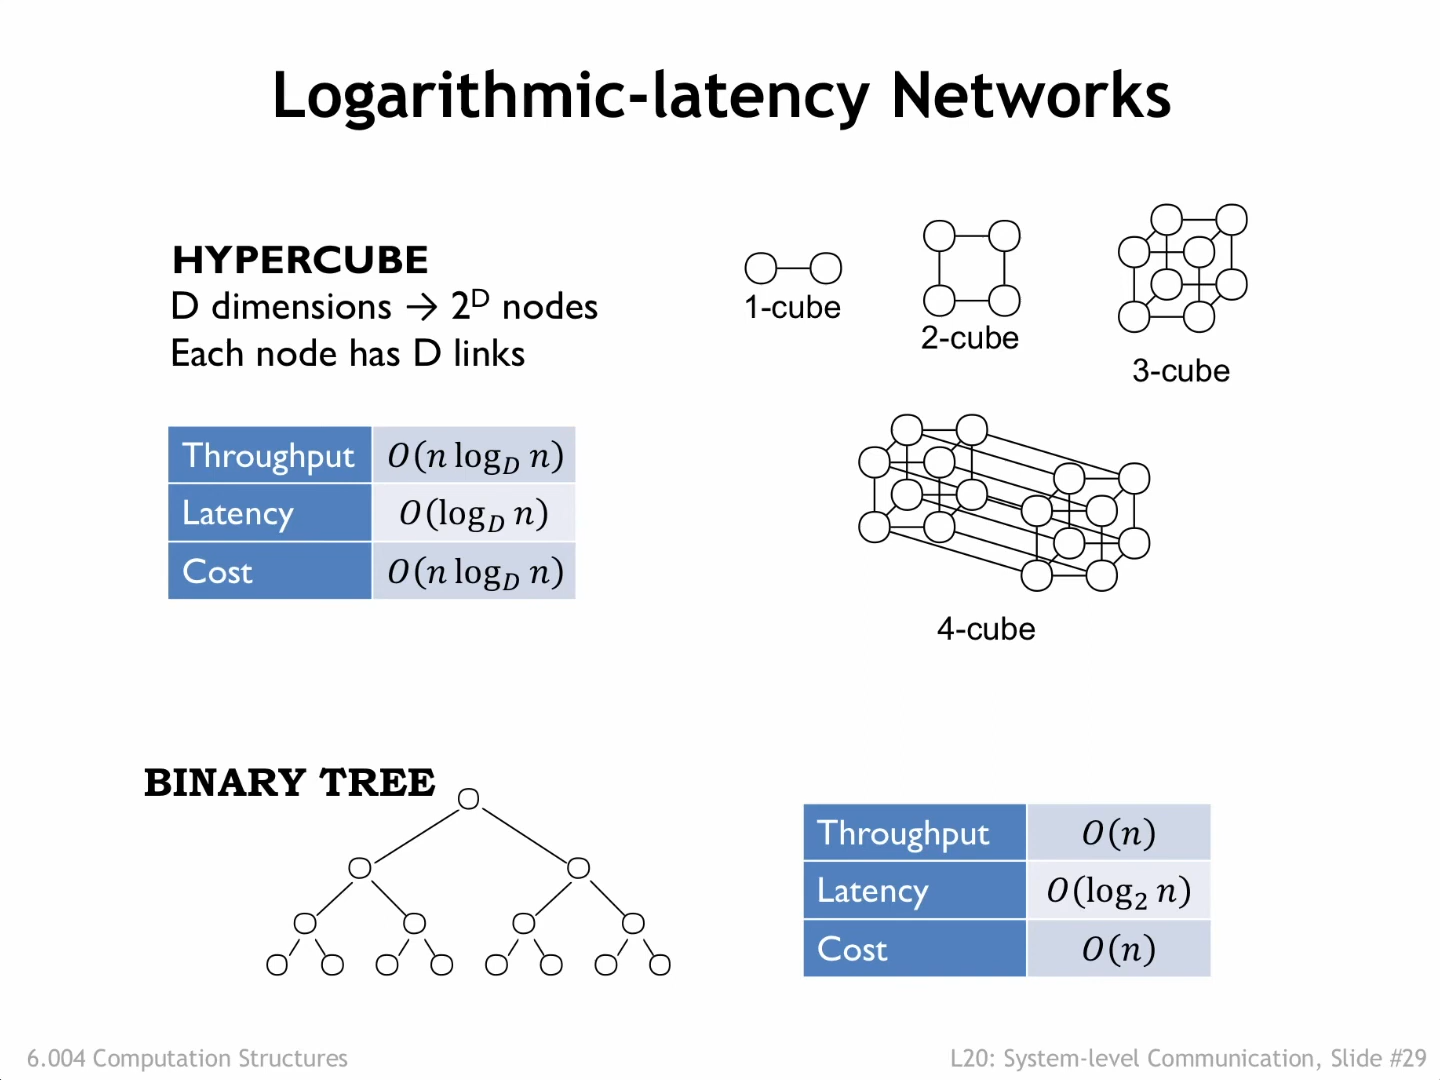 Logarithmic-latency Networks
HYPERCUBE
D dimensions → 2ᴰ nodes
Each node has D links
1-cube
2-cube
3-cube
Throughput O(n log_D n)
Latency O(log_D n)
Cost O(n log_D n)
4-cube
BINARY TREE
Throughput O(n)
Latency O(log₂ n)
Cost O(n)
6.004 Computation Structures
L20: System-level Communication, Slide #29